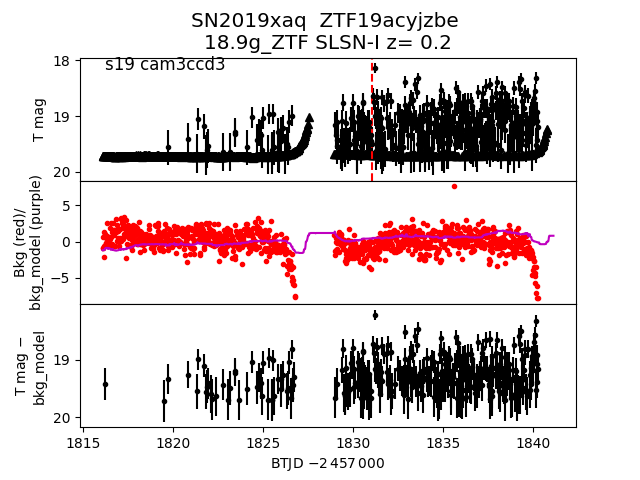 SN2019xaq  ZTF19acyjzbe
18.9g_ZTF SLSN-I z= 0.2
s19 cam3ccd3
18
19
20
T mag
5
0
−5
Bkg (red)/
bkg_model (purple)
19
20
T mag −
bkg_model
1815 1820 1825 1830 1835 1840
BTJD −2 457 000